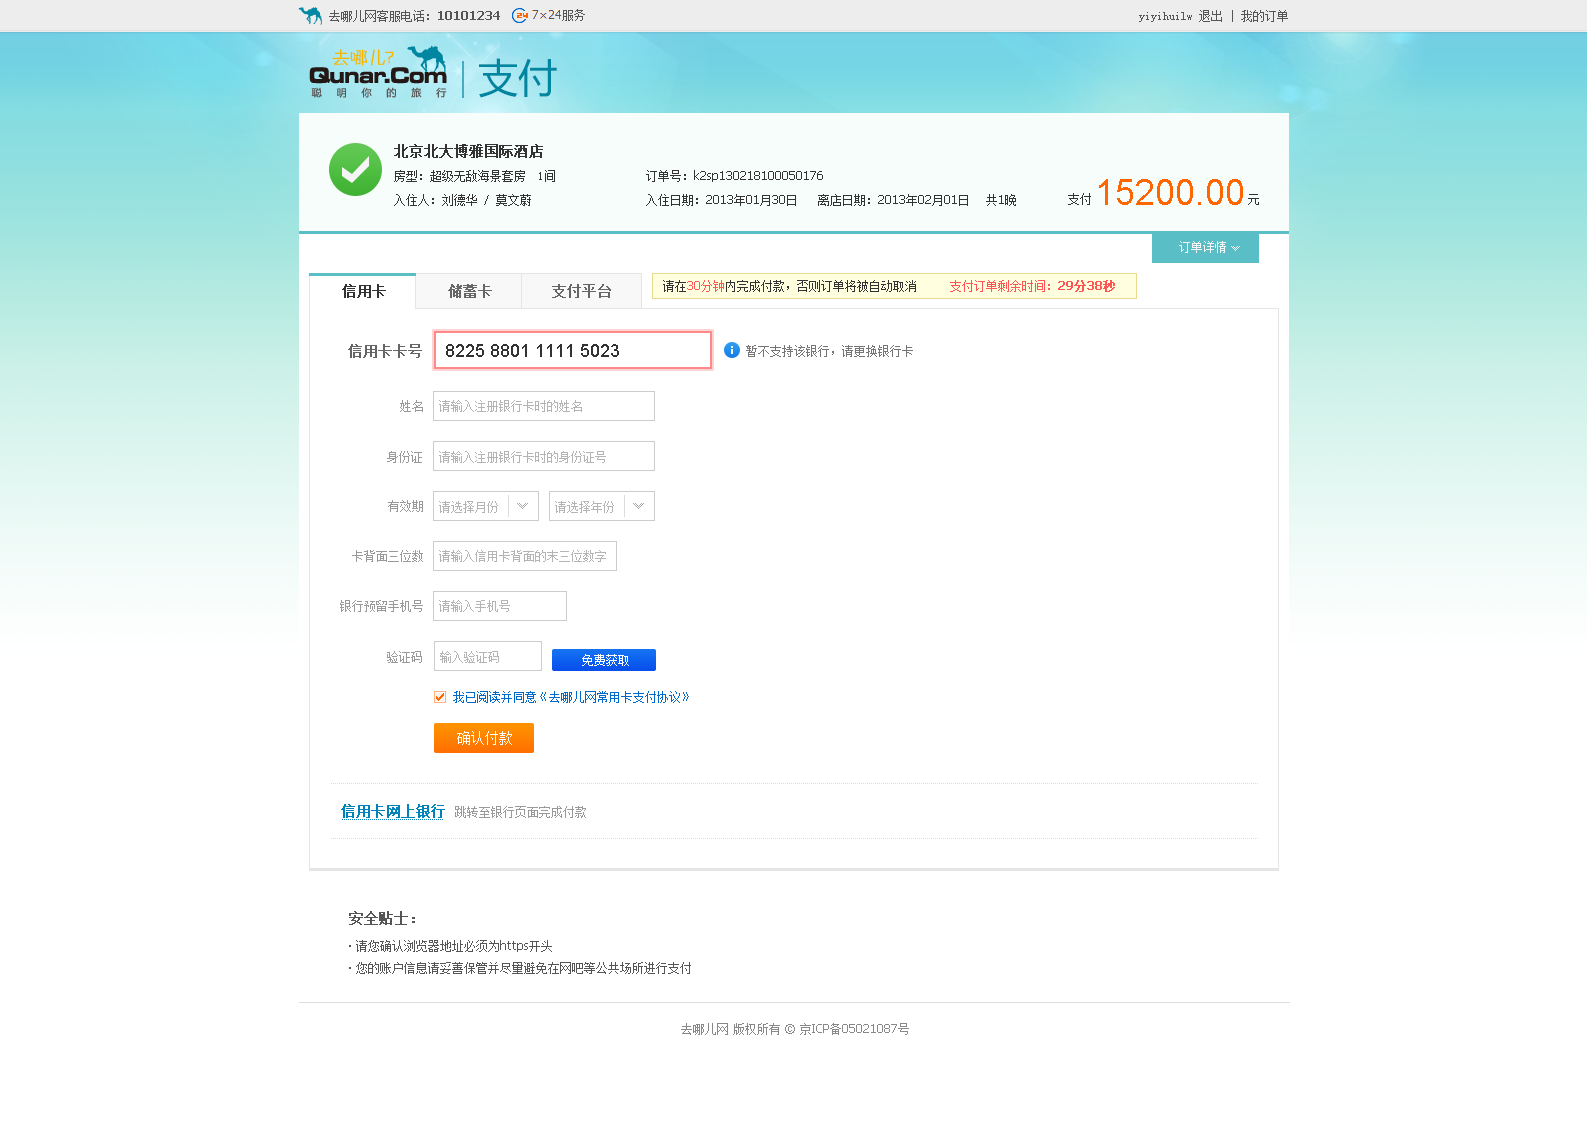 去哪儿网客服电话：10101234 24 7×24服务 yiyihuilw 退出 | 我的订单
去哪儿?
Qunar.Com
聪明你的旅行
支付
北京北大博雅国际酒店
房型：超级无敌海景套房 1间 订单号：k2sp130218100050176
入住人：刘德华 / 莫文蔚 入住日期：2013年01月30日 离店日期：2013年02月01日 共1晚 支付 15200.00 元
订单详情
信用卡 储蓄卡 支付平台 请在30分钟内完成付款，否则订单将被自动取消 支付订单剩余时间：29分38秒
信用卡卡号 8225 8801 1111 5023 暂不支持该银行，请更换银行卡
姓名 请输入注册银行卡时的姓名
身份证 请输入注册银行卡时的身份证号
有效期 请选择月份 请选择年份
卡背面三位数 请输入信用卡背面的末三位数字
银行预留手机号 请输入手机号
验证码 输入验证码 免费获取
我已阅读并同意《去哪儿网常用卡支付协议》
确认付款
信用卡网上银行 跳转至银行页面完成付款
安全贴士：
· 请您确认浏览器地址必须为https开头
· 您的账户信息请妥善保管并尽量避免在网吧等公共场所进行支付
去哪儿网 版权所有 © 京ICP备05021087号